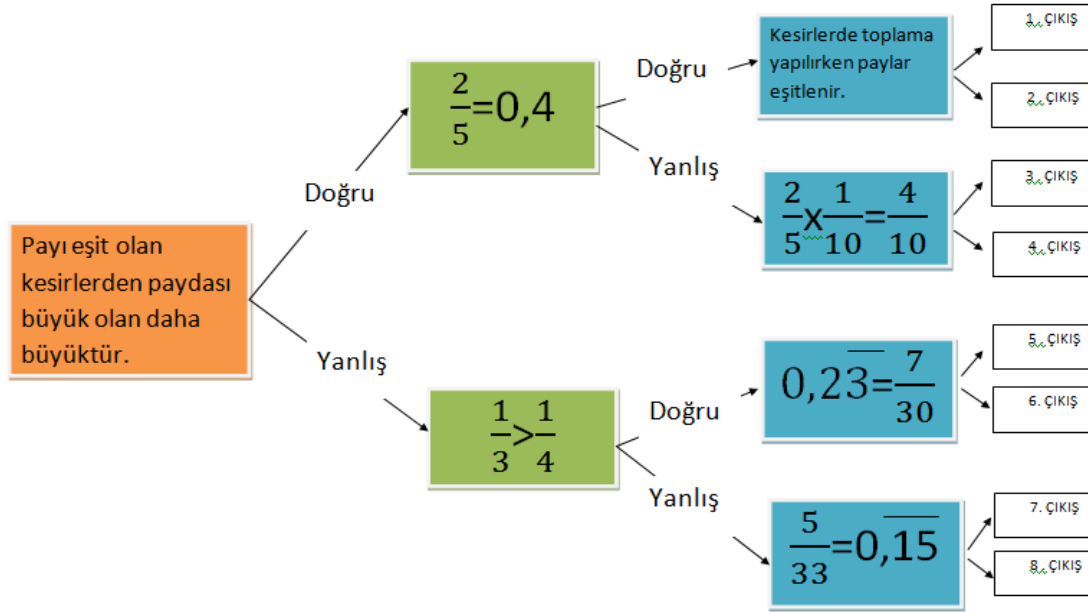 Payı eşit olan
kesirlerden paydası
büyük olan daha
büyüktür.
Doğru
Yanlış
2/5=0,4
Doğru
Yanlış
1/3>1/4
Doğru
Yanlış
Kesirlerde toplama
yapılırken paylar
eşitlenir.
2/5x1/10=4/10
0,23̅=7/30
5/33=0,1̅5̅
1. ÇIKIŞ
2. ÇIKIŞ
3. ÇIKIŞ
4. ÇIKIŞ
5. ÇIKIŞ
6. ÇIKIŞ
7. ÇIKIŞ
8. ÇIKIŞ